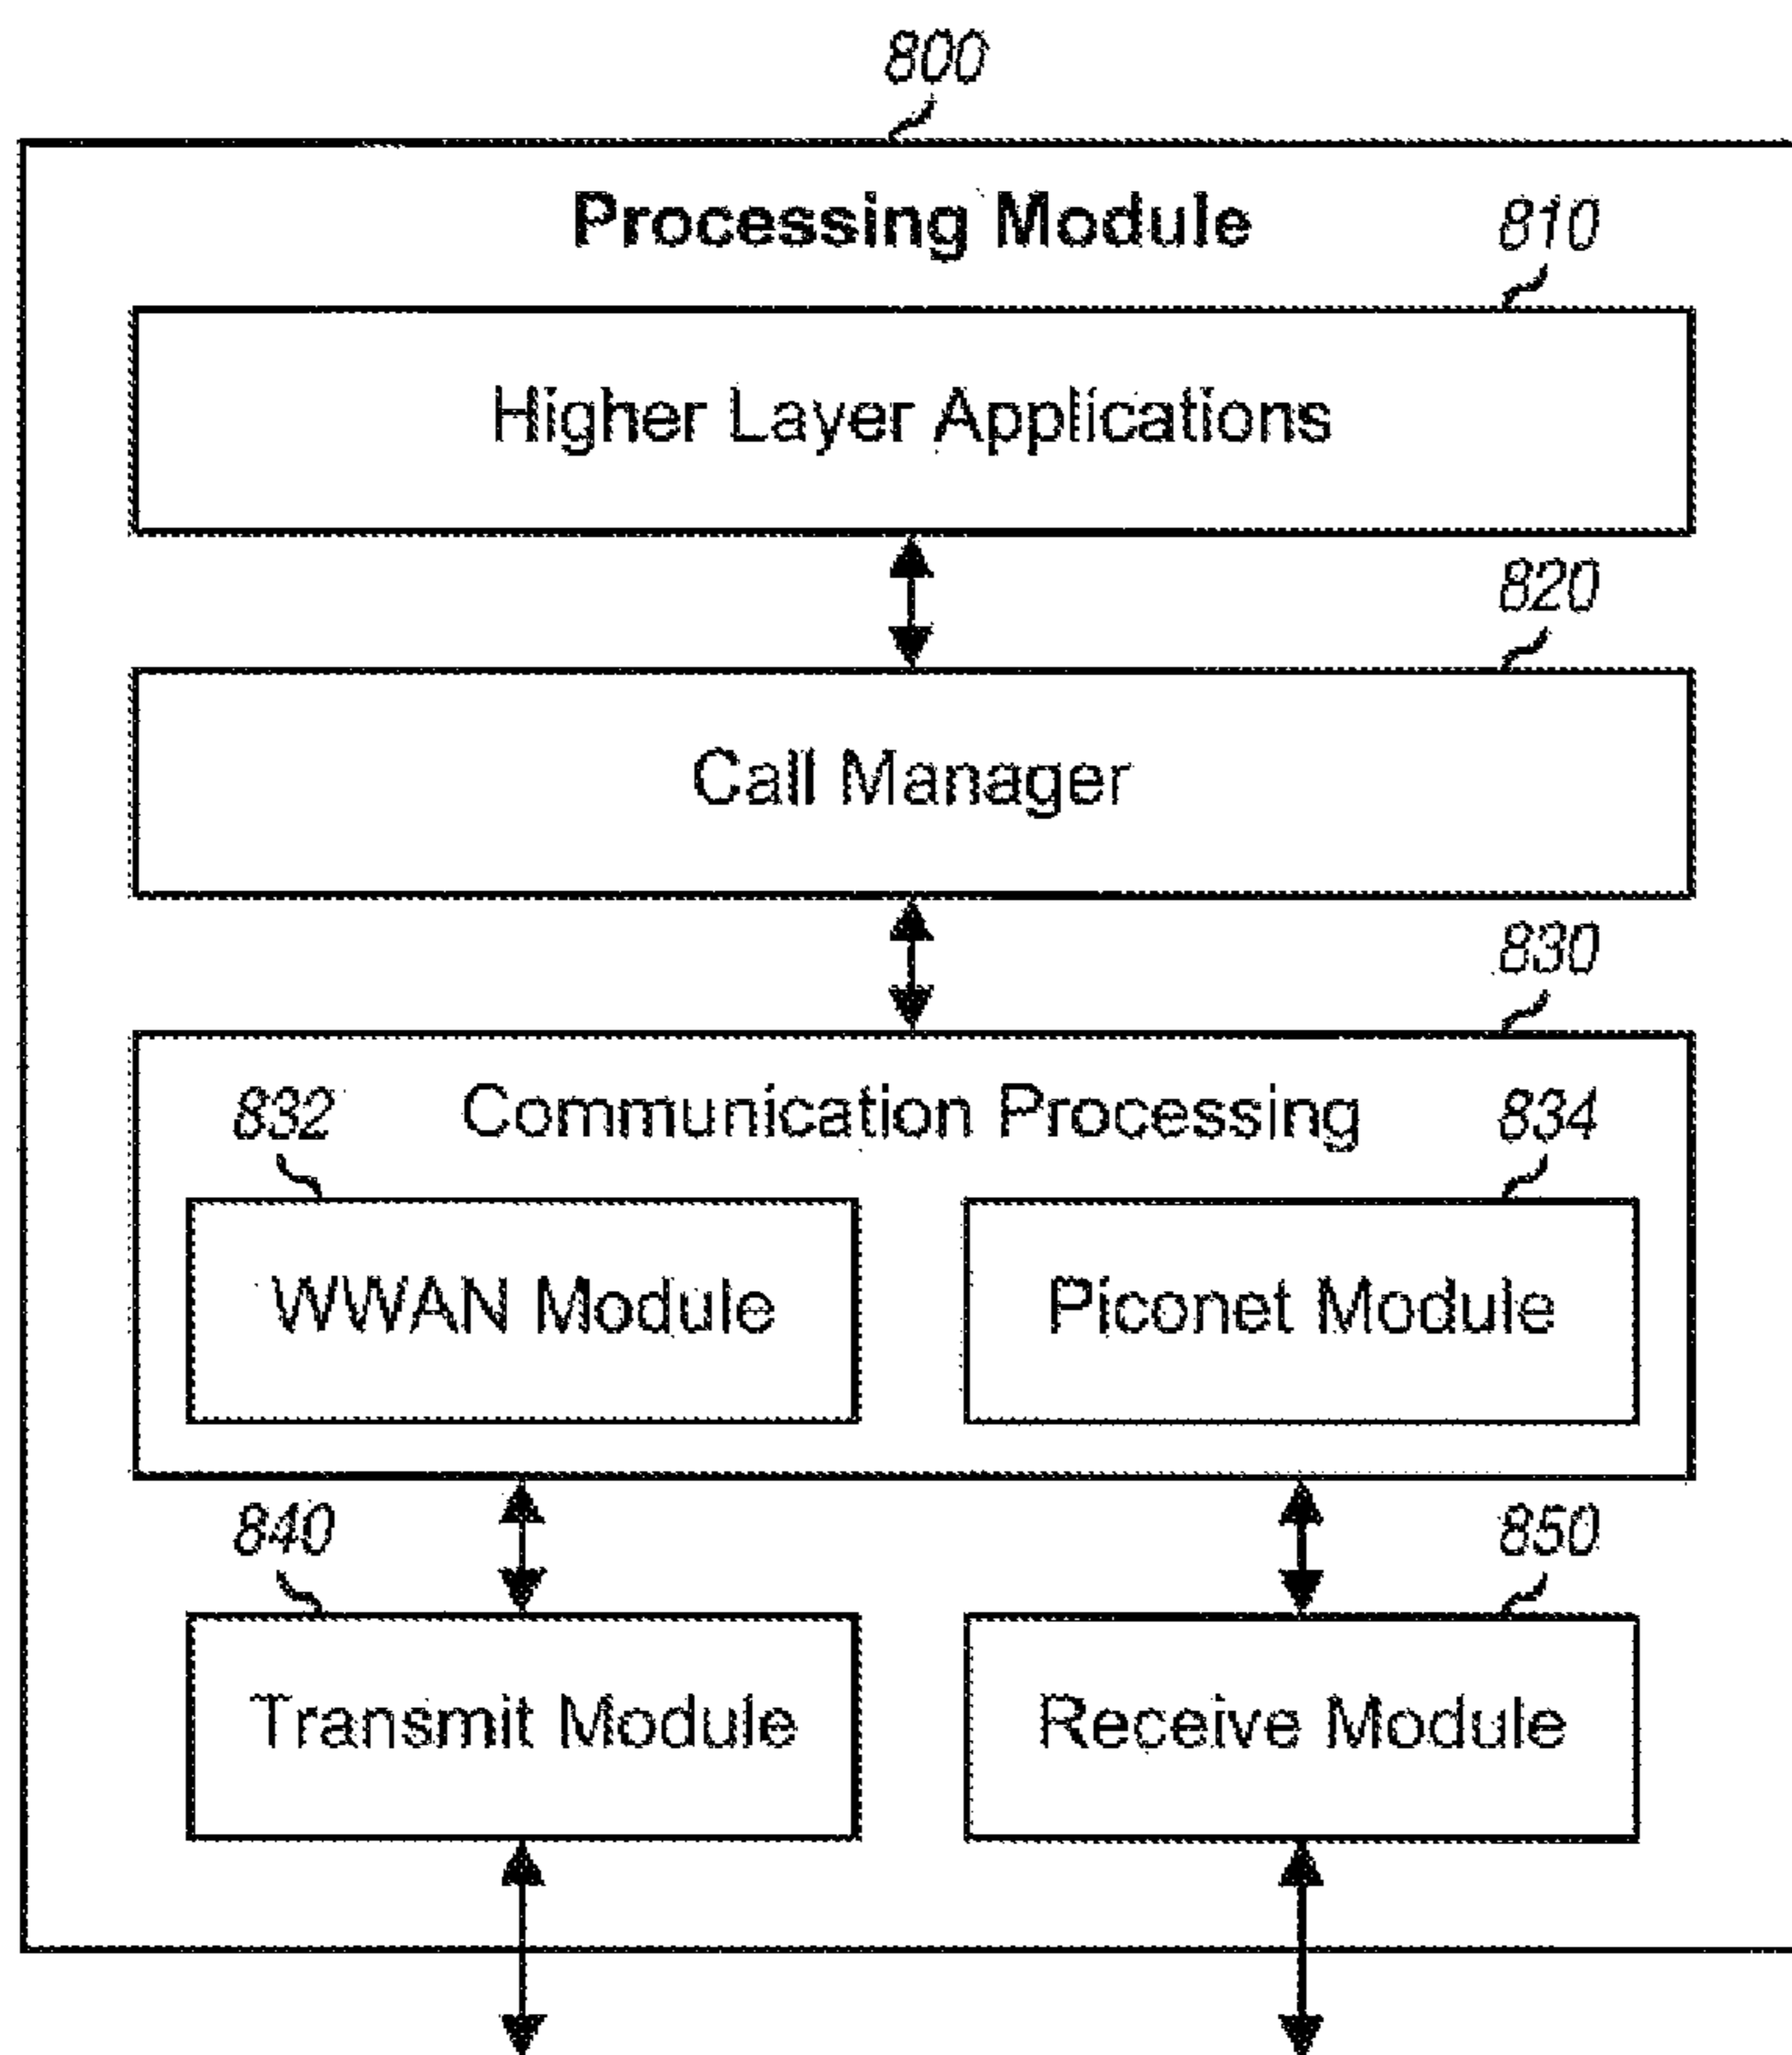 800
Processing Module
810
Higher Layer Applications
820
Call Manager
830
832
Communication Processing
834
WWAN Module
Piconet Module
840
850
Transmit Module
Receive Module